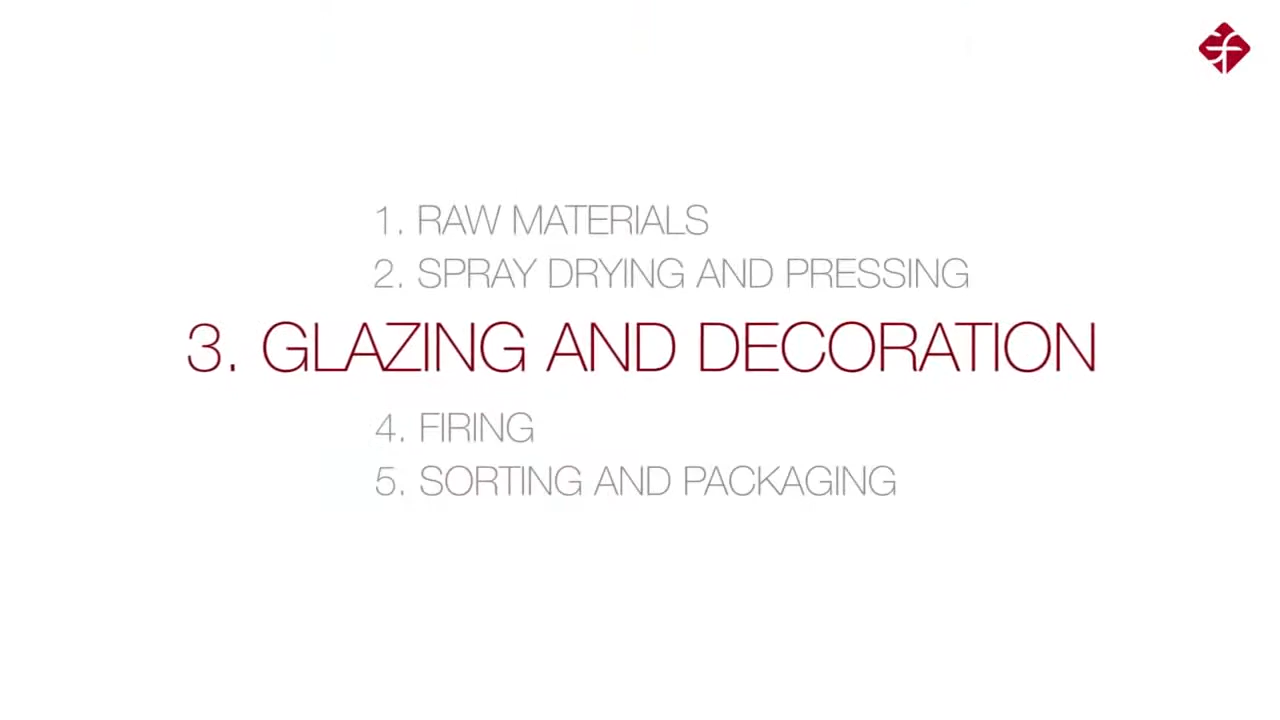 1. RAW MATERIALS
2. SPRAY DRYING AND PRESSING
3. GLAZING AND DECORATION
4. FIRING
5. SORTING AND PACKAGING